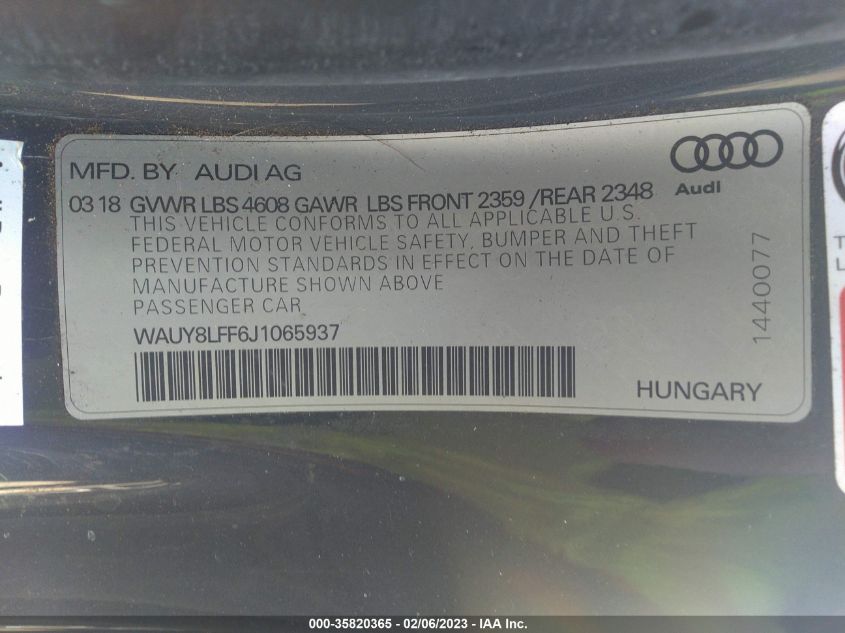 MFD. BY AUDI AG
Audi
03 18 GVWR LBS 4608 GAWR LBS FRONT 2359 /REAR 2348
THIS VEHICLE CONFORMS TO ALL APPLICABLE U.S.
FEDERAL MOTOR VEHICLE SAFETY, BUMPER AND THEFT
PREVENTION STANDARDS IN EFFECT ON THE DATE OF
MANUFACTURE SHOWN ABOVE
PASSENGER CAR
WAUY8LFF6J1065937
1440077
HUNGARY
000-35820365 - 02/06/2023 - IAA Inc.